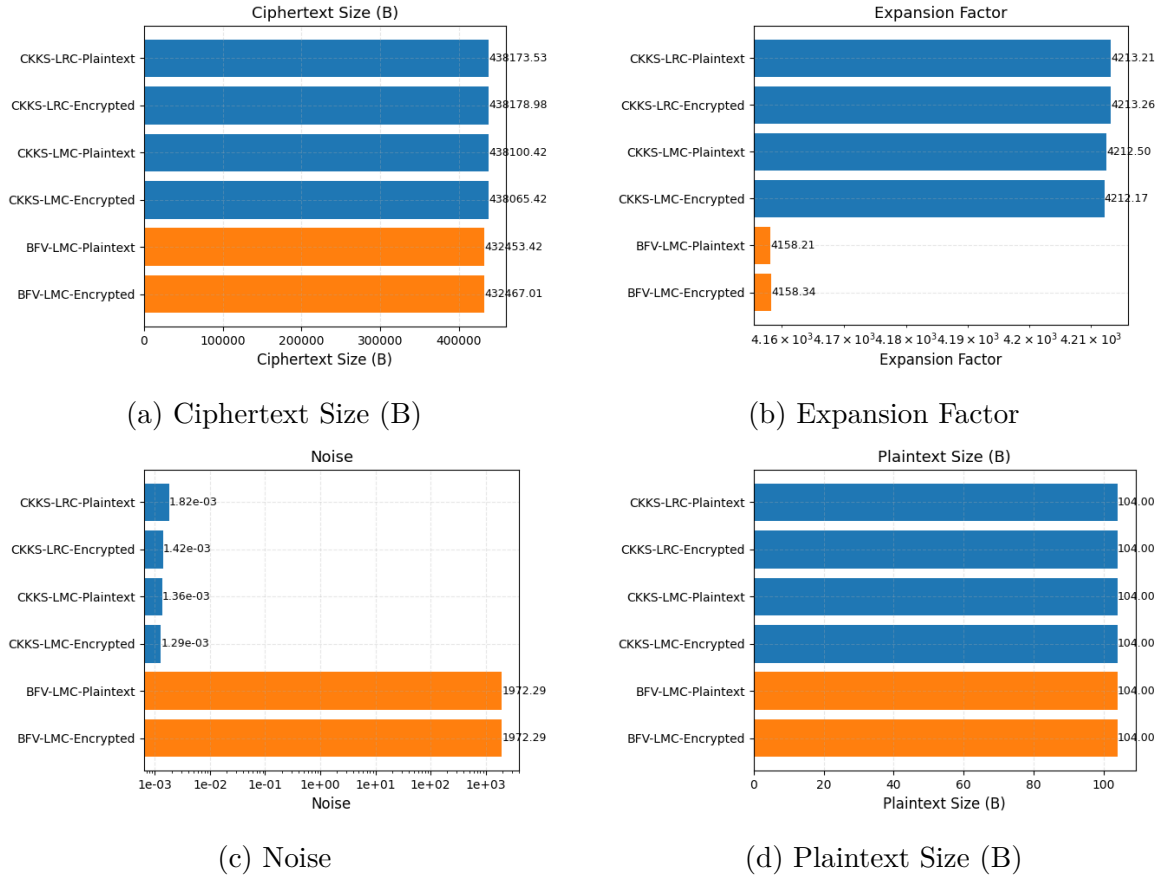 Ciphertext Size (B)
CKKS-LRC-Plaintext
438173.53
CKKS-LRC-Encrypted
438178.98
CKKS-LMC-Plaintext
438100.42
CKKS-LMC-Encrypted
438065.42
BFV-LMC-Plaintext
432453.42
BFV-LMC-Encrypted
432467.01
0 100000 200000 300000 400000
Ciphertext Size (B)
(a) Ciphertext Size (B)
Expansion Factor
CKKS-LRC-Plaintext
4213.21
CKKS-LRC-Encrypted
4213.26
CKKS-LMC-Plaintext
4212.50
CKKS-LMC-Encrypted
4212.17
BFV-LMC-Plaintext
4158.21
BFV-LMC-Encrypted
4158.34
4.16 × 10³ 4.17 × 10³ 4.18 × 10³ 4.19 × 10³ 4.2 × 10³ 4.21 × 10³
Expansion Factor
(b) Expansion Factor
Noise
CKKS-LRC-Plaintext
1.82e-03
CKKS-LRC-Encrypted
1.42e-03
CKKS-LMC-Plaintext
1.36e-03
CKKS-LMC-Encrypted
1.29e-03
BFV-LMC-Plaintext
1972.29
BFV-LMC-Encrypted
1972.29
1e-03 1e-02 1e-01 1e+00 1e+01 1e+02 1e+03
Noise
(c) Noise
Plaintext Size (B)
CKKS-LRC-Plaintext
104.00
CKKS-LRC-Encrypted
104.00
CKKS-LMC-Plaintext
104.00
CKKS-LMC-Encrypted
104.00
BFV-LMC-Plaintext
104.00
BFV-LMC-Encrypted
104.00
0 20 40 60 80 100
Plaintext Size (B)
(d) Plaintext Size (B)